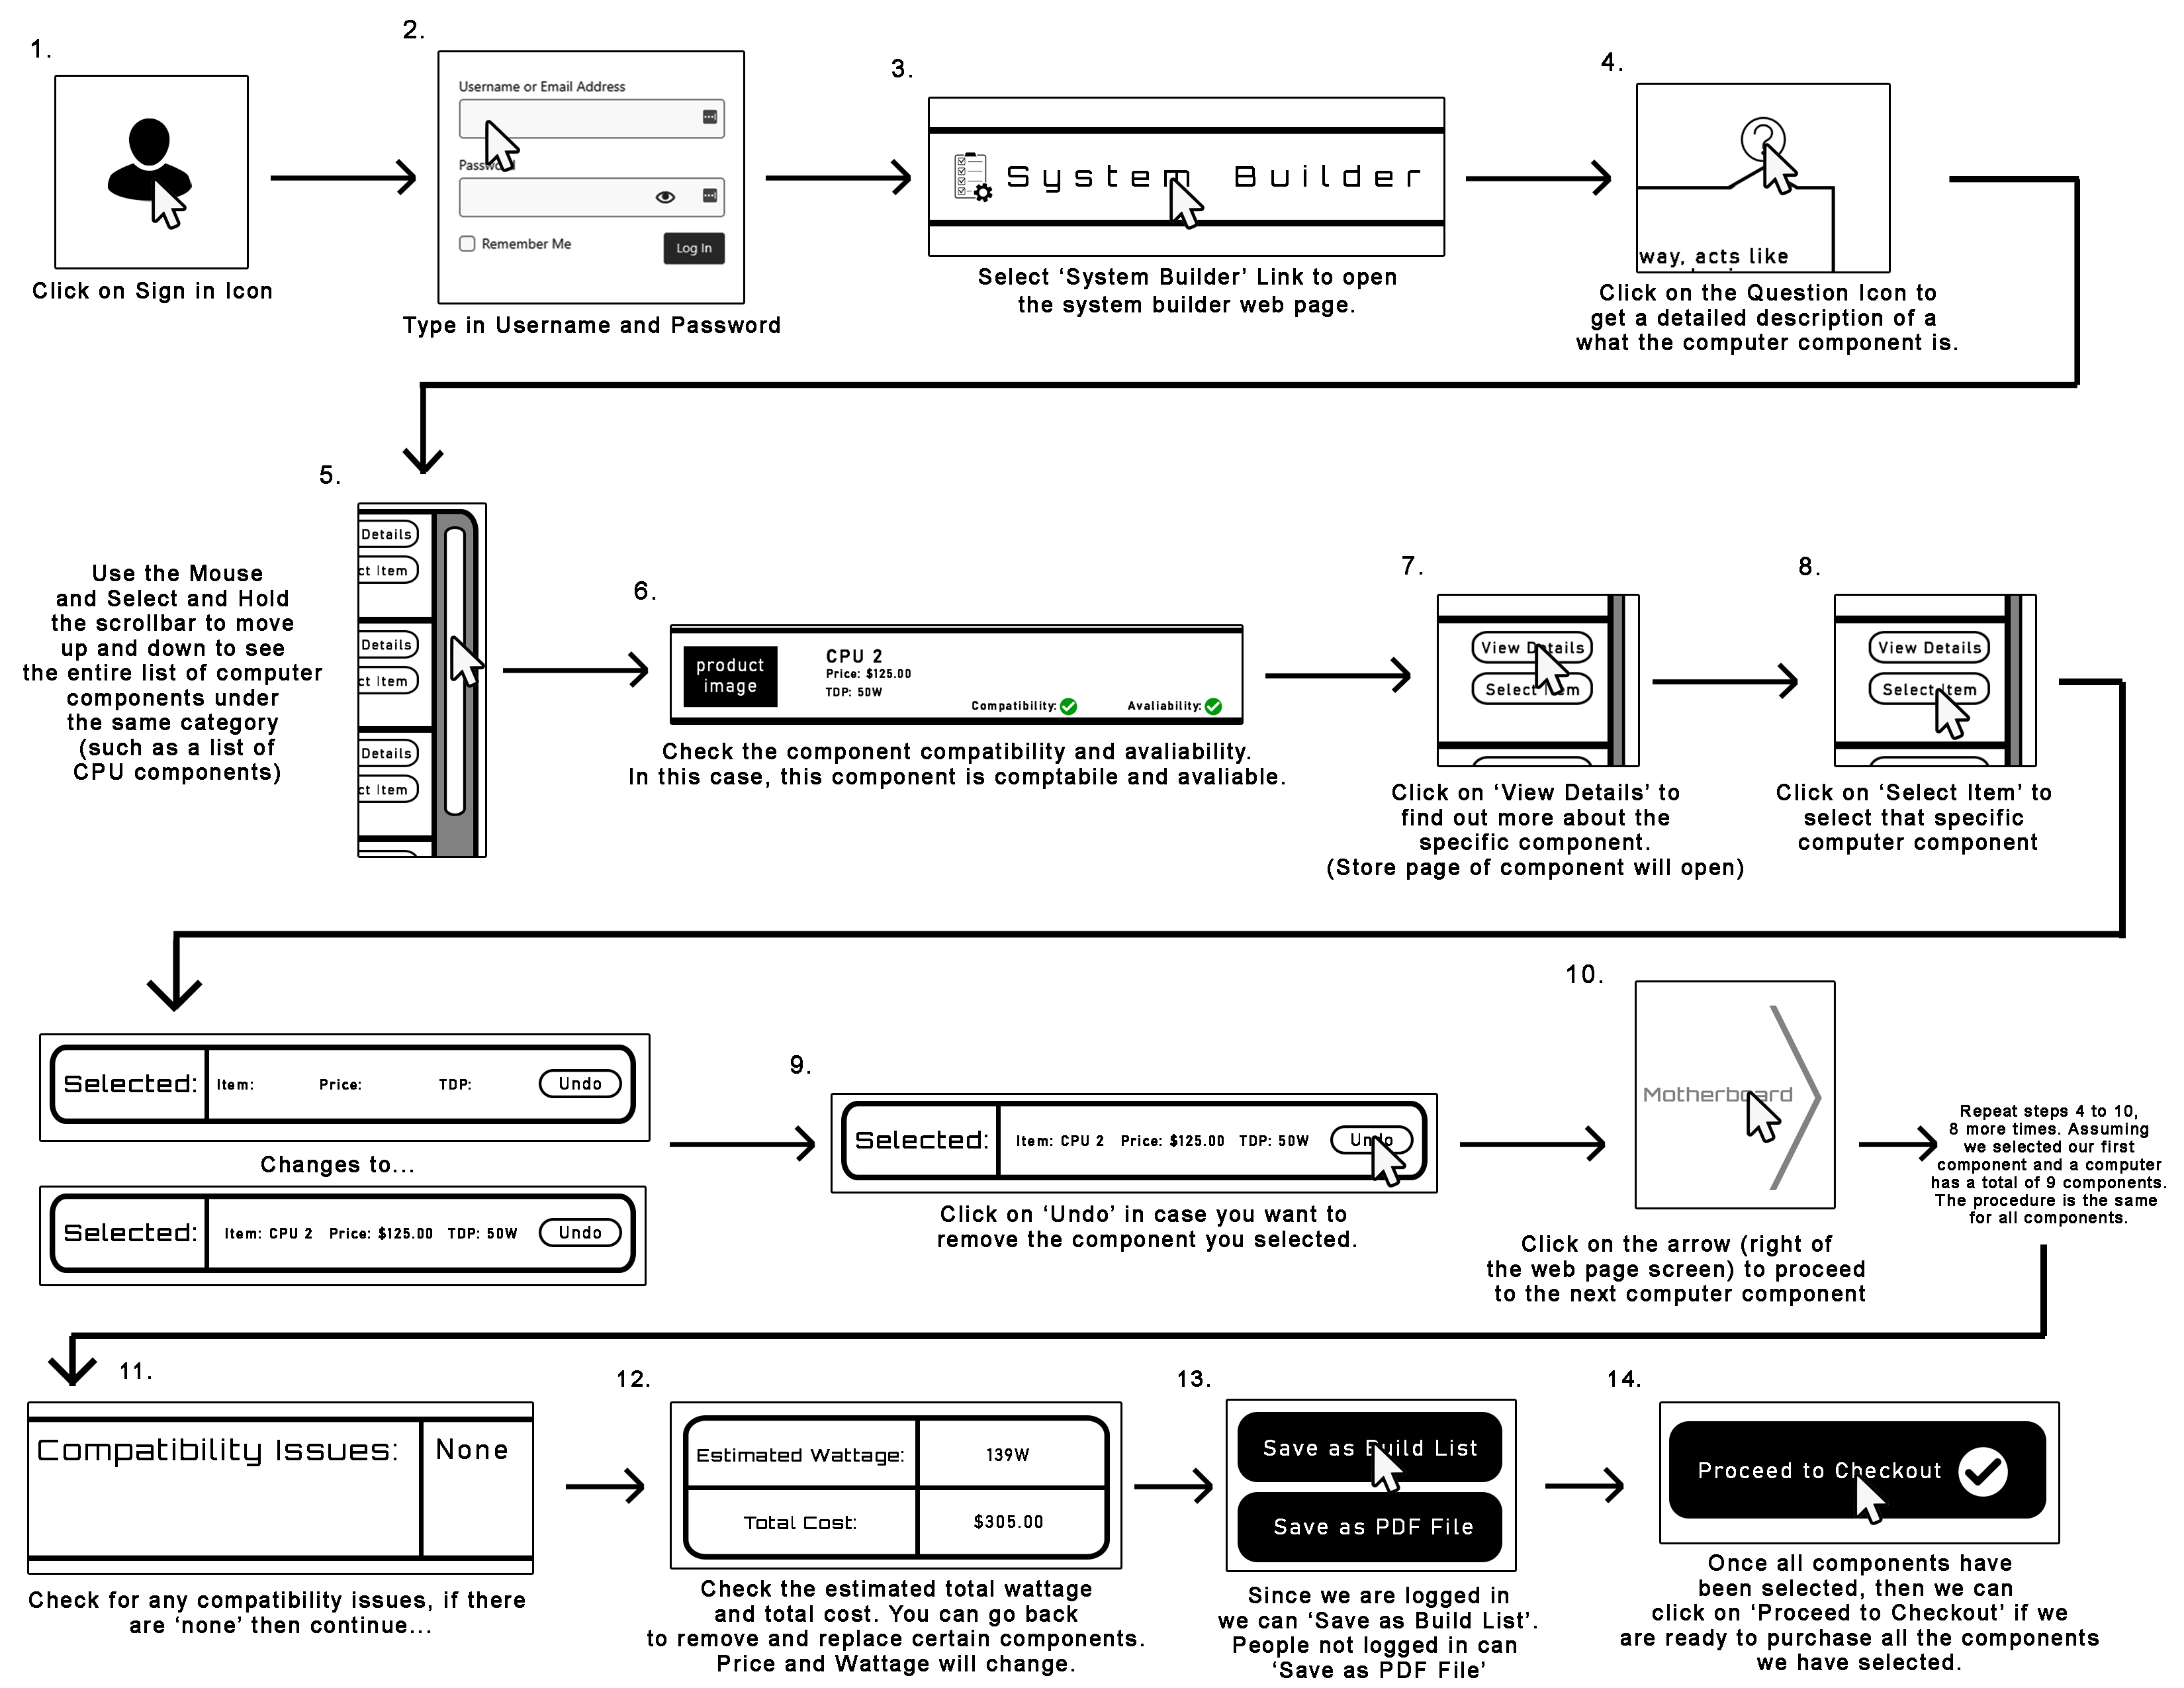 1.
Click on Sign in Icon
2.
Username or Email Address
Password
Remember Me
Log In
Type in Username and Password
3.
System Builder
Select ‘System Builder’ Link to open
the system builder web page.
4.
way, acts like
Click on the Question Icon to
get a detailed description of a
what the computer component is.
5.
Use the Mouse
and Select and Hold
the scrollbar to move
up and down to see
the entire list of computer
components under
the same category
(such as a list of
CPU components)
Details
ct Item
Details
ct Item
Details
ct Item
6.
product
image
CPU 2
Price: $125.00
TDP: 50W
Compatibility:
Avaliability:
Check the component compatibility and avaliability.
In this case, this component is comptabile and avaliable.
7.
View Details
Select Item
Click on ‘View Details’ to
find out more about the
specific component.
(Store page of component will open)
8.
View Details
Select Item
Click on ‘Select Item’ to
select that specific
computer component
Selected: Item: Price: TDP: Undo
Changes to...
Selected: Item: CPU 2 Price: $125.00 TDP: 50W Undo
9.
Selected: Item: CPU 2 Price: $125.00 TDP: 50W Undo
Click on ‘Undo’ in case you want to
remove the component you selected.
10.
Motherboard
Click on the arrow (right of
the web page screen) to proceed
to the next computer component
Repeat steps 4 to 10,
8 more times. Assuming
we selected our first
component and a computer
has a total of 9 components.
The procedure is the same
for all components.
11.
Compatibility Issues: None
Check for any compatibility issues, if there
are ‘none’ then continue...
12.
Estimated Wattage: 139W
Total Cost: $305.00
Check the estimated total wattage
and total cost. You can go back
to remove and replace certain components.
Price and Wattage will change.
13.
Save as Build List
Save as PDF File
Since we are logged in
we can ‘Save as Build List’.
People not logged in can
‘Save as PDF File’
14.
Proceed to Checkout
Once all components have
been selected, then we can
click on ‘Proceed to Checkout’ if we
are ready to purchase all the components
we have selected.